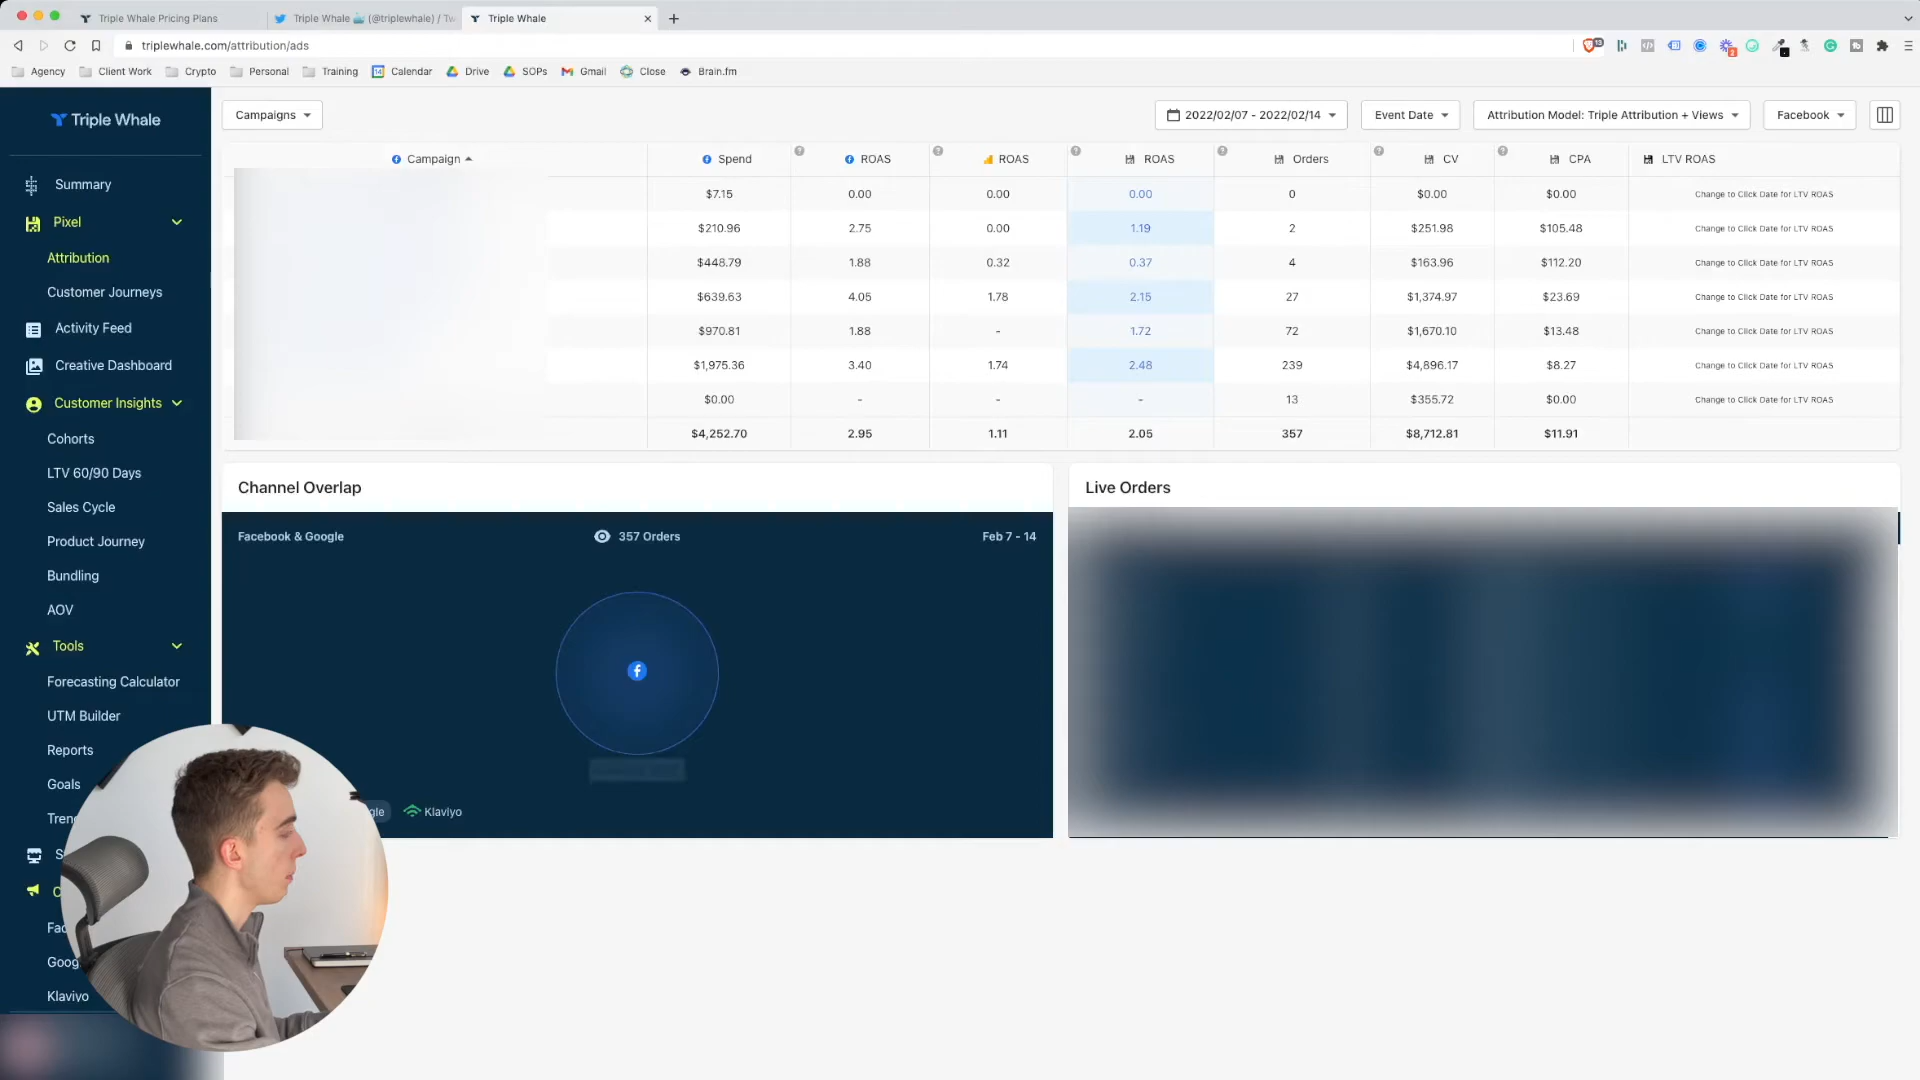 Triple Whale Pricing Plans
Triple Whale 🐳 (@triplewhale) / Tw
Triple Whale
triplewhale.com/attribution/ads
Agency
Client Work
Crypto
Personal
Training
Calendar
Drive
SOPs
Gmail
Close
Brain.fm
Triple Whale
Summary
Pixel
Attribution
Customer Journeys
Activity Feed
Creative Dashboard
Customer Insights
Cohorts
LTV 60/90 Days
Sales Cycle
Product Journey
Bundling
AOV
Tools
Forecasting Calculator
UTM Builder
Reports
Goals
Tren
S
Fac
Goog
Klaviyo
Campaigns
2022/02/07 - 2022/02/14
Event Date
Attribution Model: Triple Attribution + Views
Facebook
Campaign Spend ROAS ROAS ROAS Orders CV CPA LTV ROAS
$7.15 0.00 0.00 0.00 0 $0.00 $0.00 Change to Click Date for LTV ROAS
$210.96 2.75 0.00 1.19 2 $251.98 $105.48 Change to Click Date for LTV ROAS
$448.79 1.88 0.32 0.37 4 $163.96 $112.20 Change to Click Date for LTV ROAS
$639.63 4.05 1.78 2.15 27 $1,374.97 $23.69 Change to Click Date for LTV ROAS
$970.81 1.88 - 1.72 72 $1,670.10 $13.48 Change to Click Date for LTV ROAS
$1,975.36 3.40 1.74 2.48 239 $4,896.17 $8.27 Change to Click Date for LTV ROAS
$0.00 - - - 13 $355.72 $0.00 Change to Click Date for LTV ROAS
$4,252.70 2.95 1.11 2.05 357 $8,712.81 $11.91
Channel Overlap
Facebook & Google
357 Orders
Feb 7 - 14
gle
Klaviyo
Live Orders